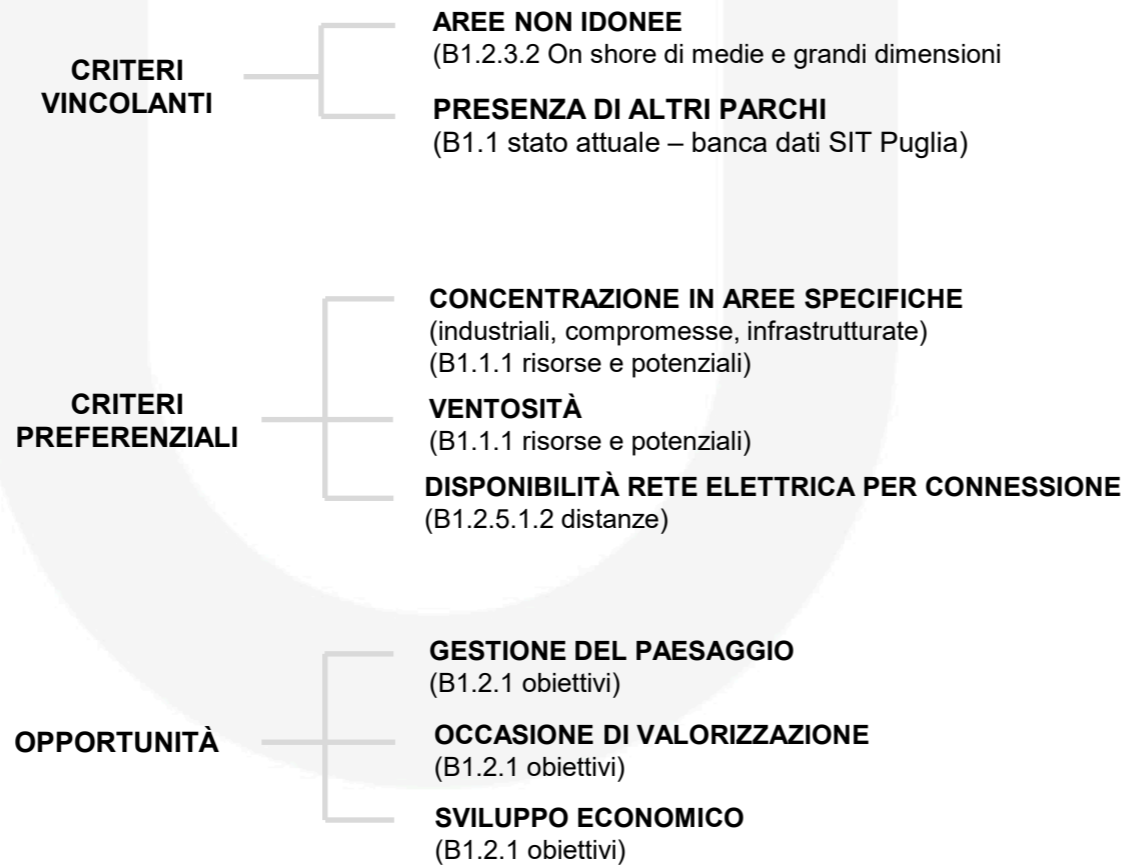 CRITERI
VINCOLANTI
AREE NON IDONEE
(B1.2.3.2 On shore di medie e grandi dimensioni
PRESENZA DI ALTRI PARCHI
(B1.1 stato attuale – banca dati SIT Puglia)
CRITERI
PREFERENZIALI
CONCENTRAZIONE IN AREE SPECIFICHE
(industriali, compromesse, infrastrutturate)
(B1.1.1 risorse e potenziali)
VENTOSITÀ
(B1.1.1 risorse e potenziali)
DISPONIBILITÀ RETE ELETTRICA PER CONNESSIONE
(B1.2.5.1.2 distanze)
OPPORTUNITÀ
GESTIONE DEL PAESAGGIO
(B1.2.1 obiettivi)
OCCASIONE DI VALORIZZAZIONE
(B1.2.1 obiettivi)
SVILUPPO ECONOMICO
(B1.2.1 obiettivi)